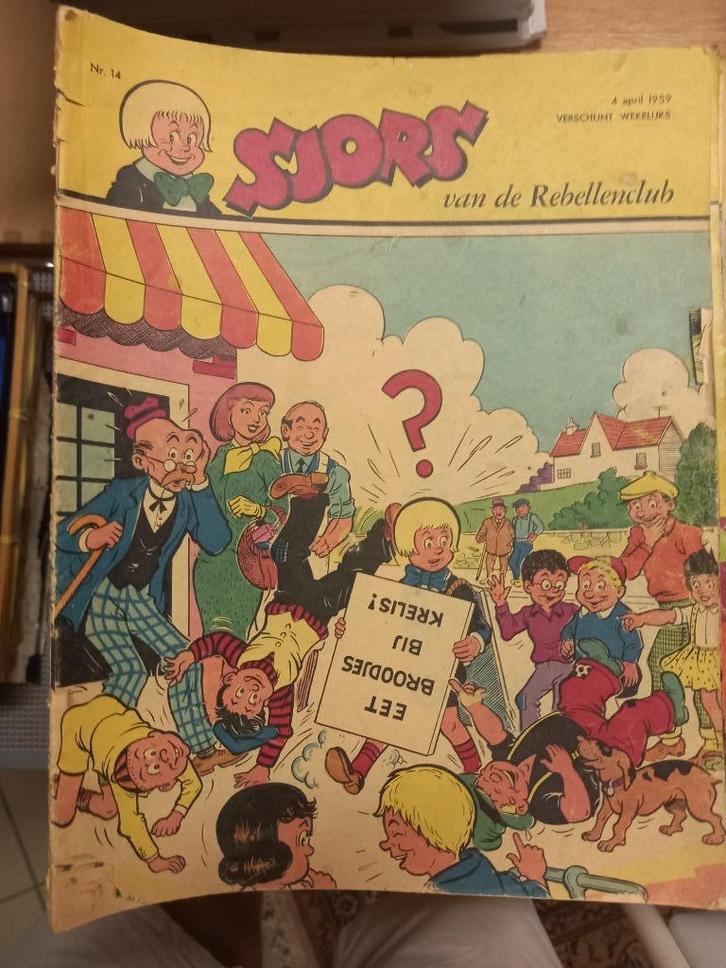 Nr. 14
4 april 1959
VERSCHIJNT WEKELIJKS
SJORS
van de Rebellenclub
?
EET
BROODJES
BIJ
KRELIS!